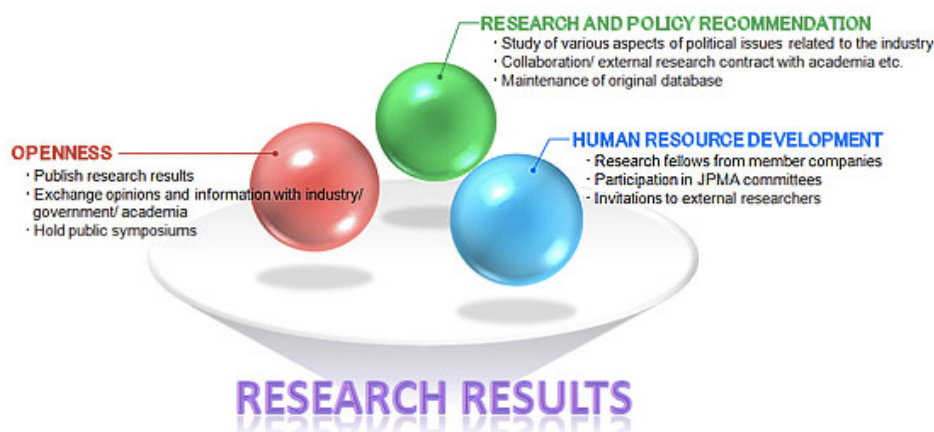 RESEARCH AND POLICY RECOMMENDATION
・Study of various aspects of political issues related to the industry
・Collaboration/ external research contract with academia etc.
・Maintenance of original database
OPENNESS
・Publish research results
・Exchange opinions and information with industry/
government/ academia
・Hold public symposiums
HUMAN RESOURCE DEVELOPMENT
・Research fellows from member companies
・Participation in JPMA committees
・Invitations to external researchers
RESEARCH RESULTS